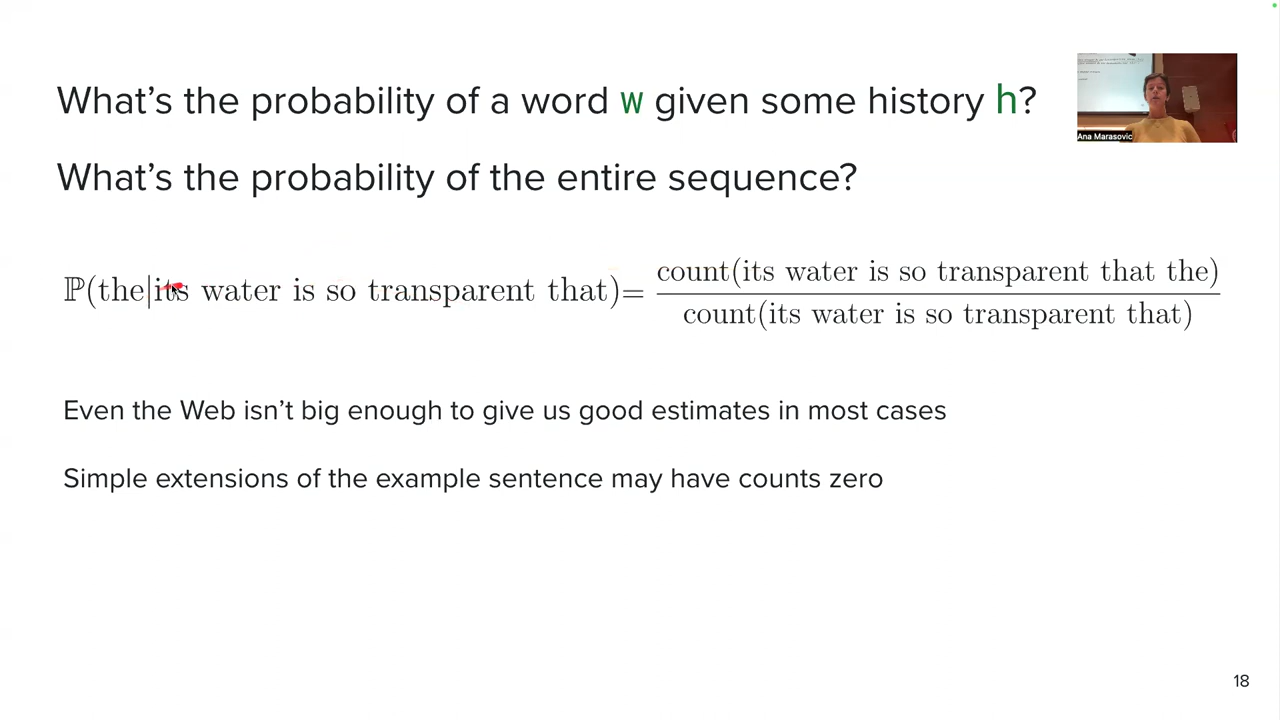 What's the probability of a word w given some history h?
Ana Marasovic
What's the probability of the entire sequence?
ℙ(the|its water is so transparent that)= count(its water is so transparent that the) / count(its water is so transparent that)
Even the Web isn't big enough to give us good estimates in most cases
Simple extensions of the example sentence may have counts zero
18